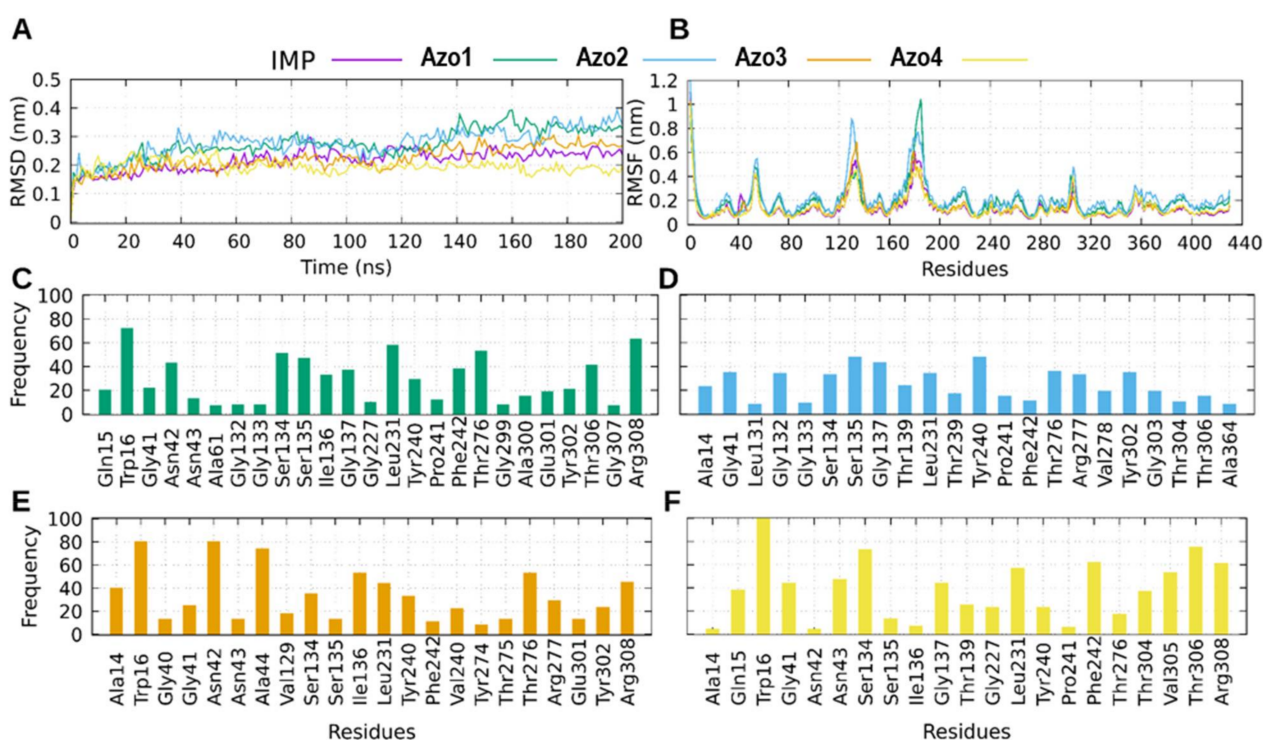 A
B
IMP Azo1 Azo2 Azo3 Azo4
RMSD (nm)
0.5
0.4
0.3
0.2
0.1
0
0 20 40 60 80 100 120 140 160 180 200
Time (ns)
RMSF (nm)
1.2
1
0.8
0.6
0.4
0.2
0
0 40 80 120 160 200 240 280 320 360 400 440
Residues
C
Frequency
100
80
60
40
20
0
Gln15 Trp16 Gly41 Asn42 Asn43 Ala61 Gly132 Gly133 Ser134 Ser135 Ile136 Gly137 Gly227 Leu231 Tyr240 Pro241 Phe242 Thr276 Gly299 Ala300 Glu301 Tyr302 Thr306 Gly307 Arg308
D
Ala14 Gly41 Leu131 Gly132 Gly133 Ser134 Ser135 Gly137 Thr139 Leu231 Thr239 Tyr240 Pro241 Phe242 Thr276 Arg277 Val278 Tyr302 Gly303 Thr304 Thr306 Ala364
E
Frequency
100
80
60
40
20
0
Ala14 Trp16 Gly40 Gly41 Asn42 Asn43 Ala44 Val129 Ser134 Ser135 Ile136 Leu231 Tyr240 Phe242 Val240 Tyr274 Thr275 Thr276 Arg277 Glu301 Tyr302 Arg308
Residues
F
Ala14 Gln15 Trp16 Gly41 Asn42 Asn43 Ser134 Ser135 Ile136 Gly137 Thr139 Gly227 Leu231 Tyr240 Pro241 Phe242 Thr276 Thr304 Val305 Thr306 Arg308
Residues